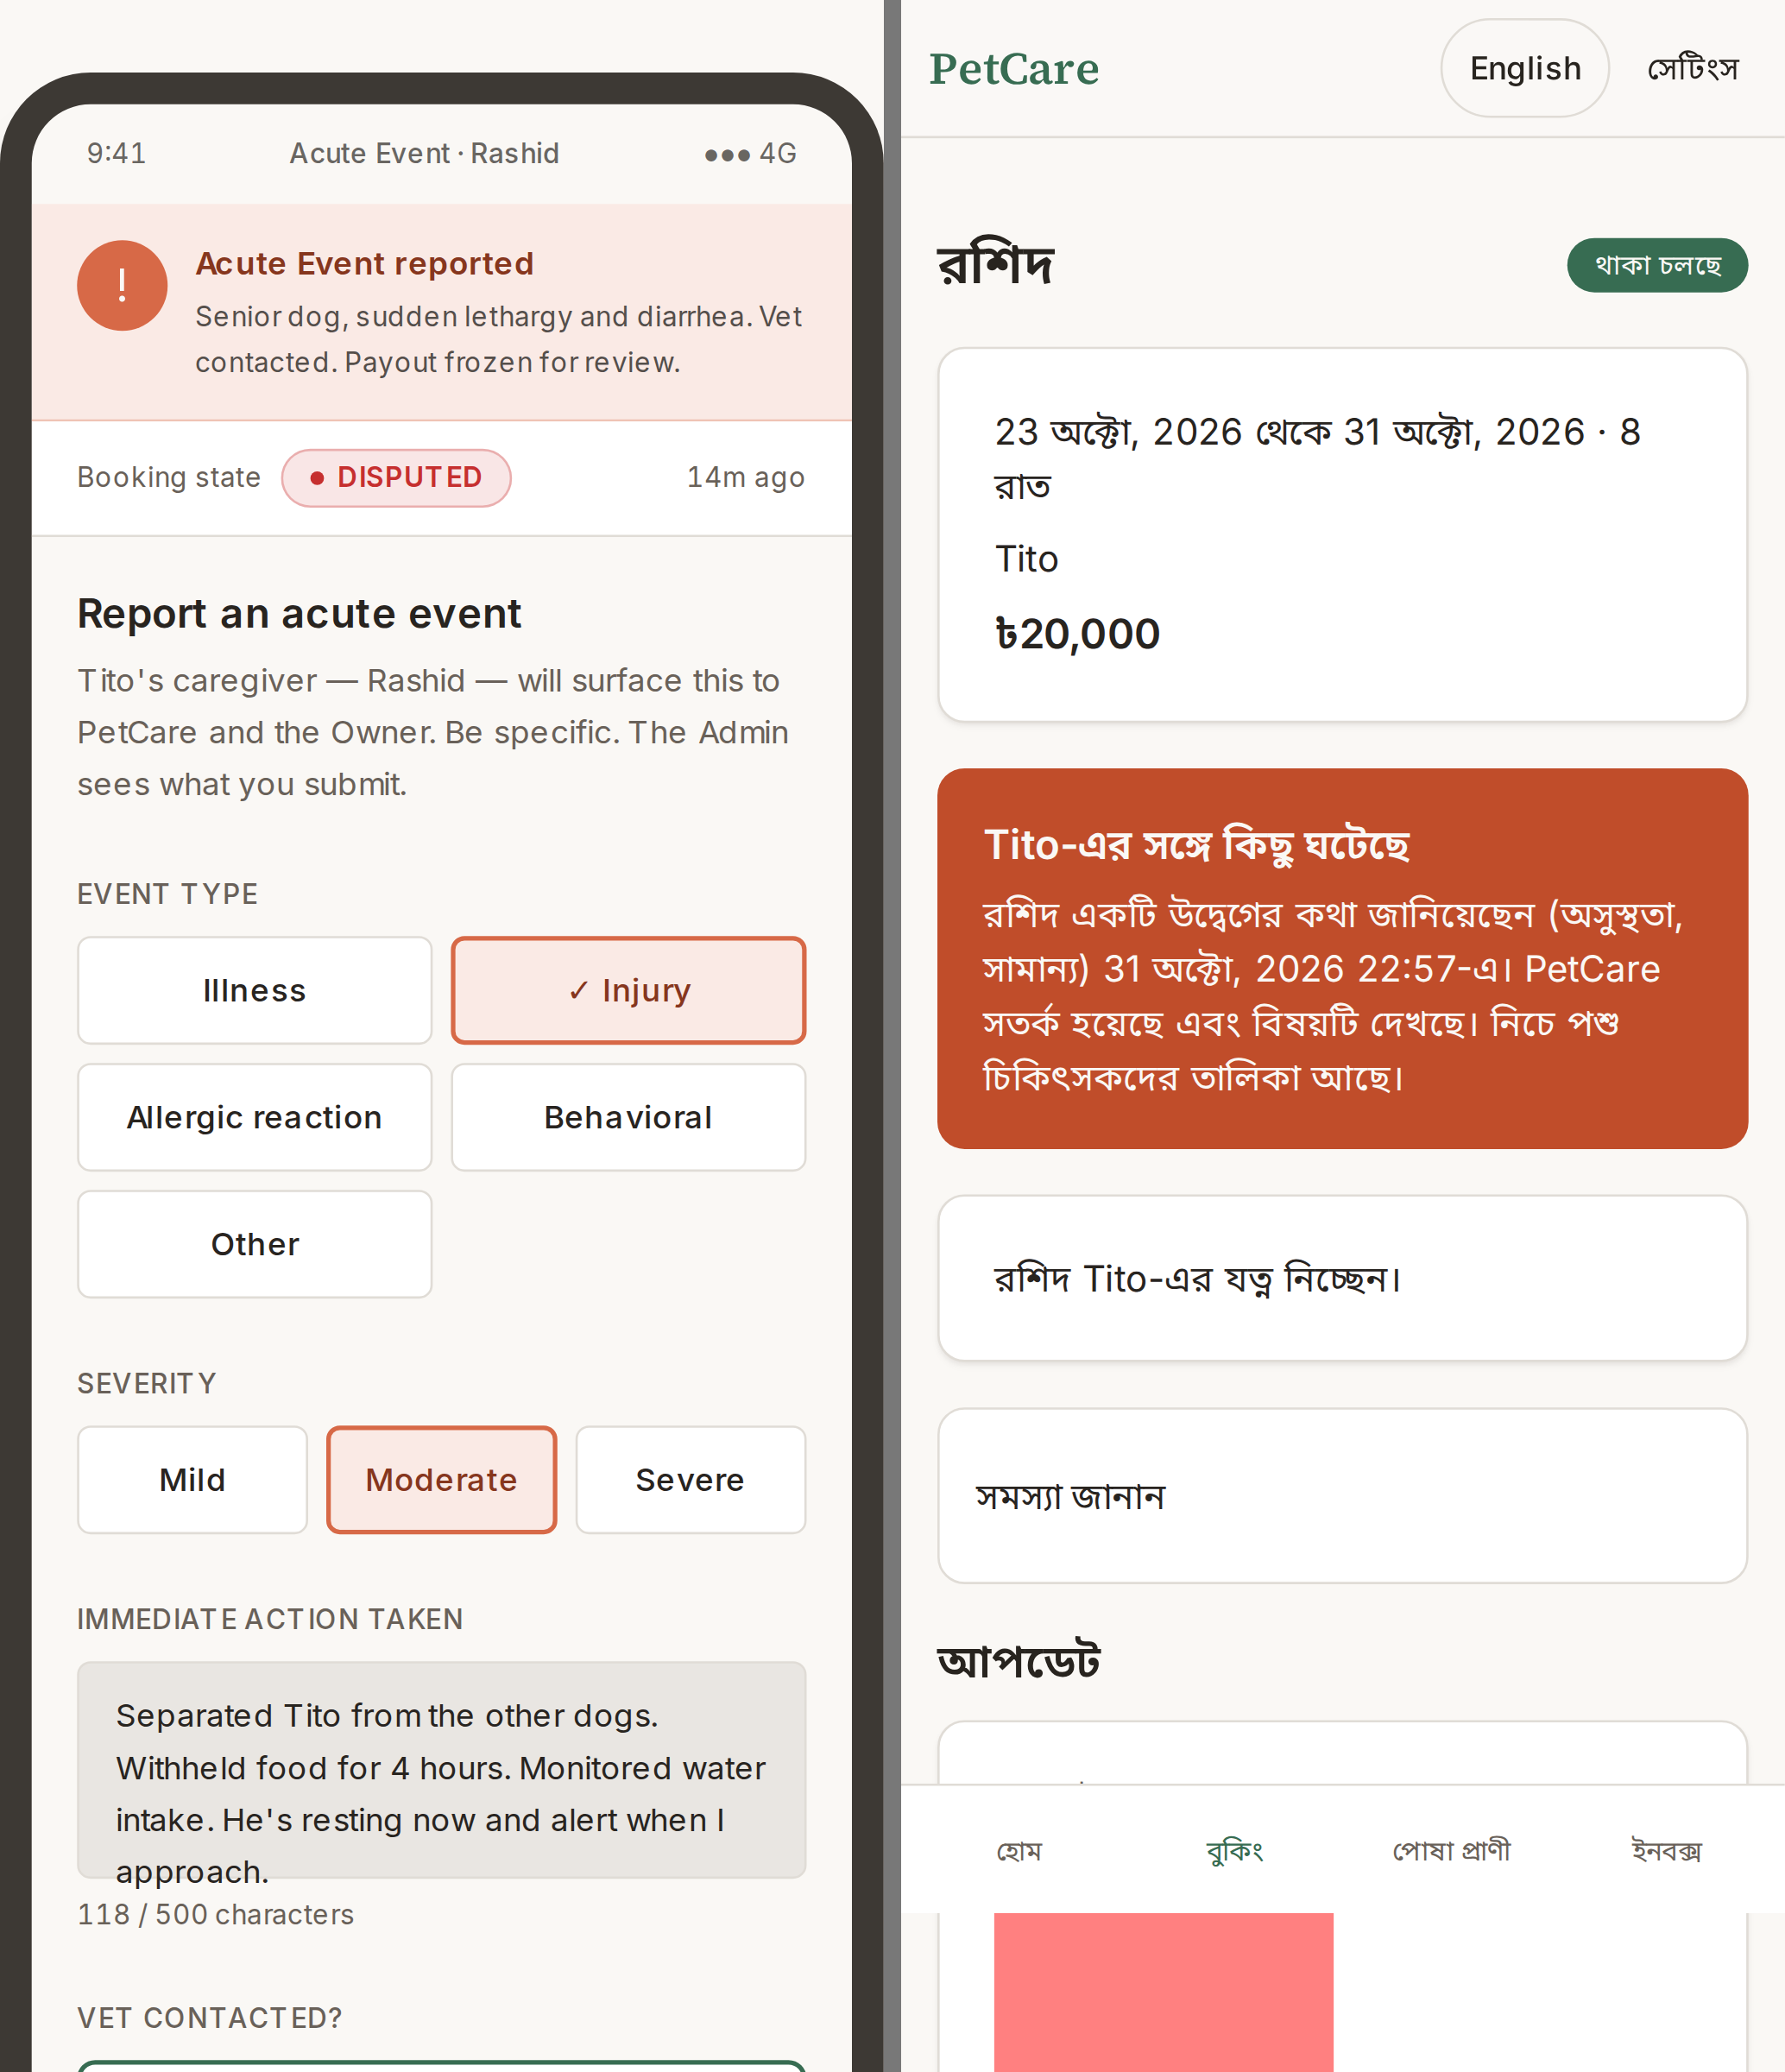 9:41
Acute Event · Rashid
●●● 4G
!
Acute Event reported
Senior dog, sudden lethargy and diarrhea. Vet
contacted. Payout frozen for review.
Booking state
● DISPUTED
14m ago
Report an acute event
Tito's caregiver — Rashid — will surface this to
PetCare and the Owner. Be specific. The Admin
sees what you submit.
EVENT TYPE
Illness
✓ Injury
Allergic reaction
Behavioral
Other
SEVERITY
Mild
Moderate
Severe
IMMEDIATE ACTION TAKEN
Separated Tito from the other dogs.
Withheld food for 4 hours. Monitored water
intake. He's resting now and alert when I
approach.
118 / 500 characters
VET CONTACTED?
PetCare
English
সেটিংস
রশিদ
থাকা চলছে
23 অক্টো, 2026 থেকে 31 অক্টো, 2026 · 8
রাত
Tito
৳20,000
Tito-এর সঙ্গে কিছু ঘটেছে
রশিদ একটি উদ্বেগের কথা জানিয়েছেন (অসুস্থতা,
সামান্য) 31 অক্টো, 2026 22:57-এ। PetCare
সতর্ক হয়েছে এবং বিষয়টি দেখছে। নিচে পশু
চিকিৎসকদের তালিকা আছে।
রশিদ Tito-এর যত্ন নিচ্ছেন।
সমস্যা জানান
আপডেট
হোম
বুকিং
পোষা প্রাণী
ইনবক্স